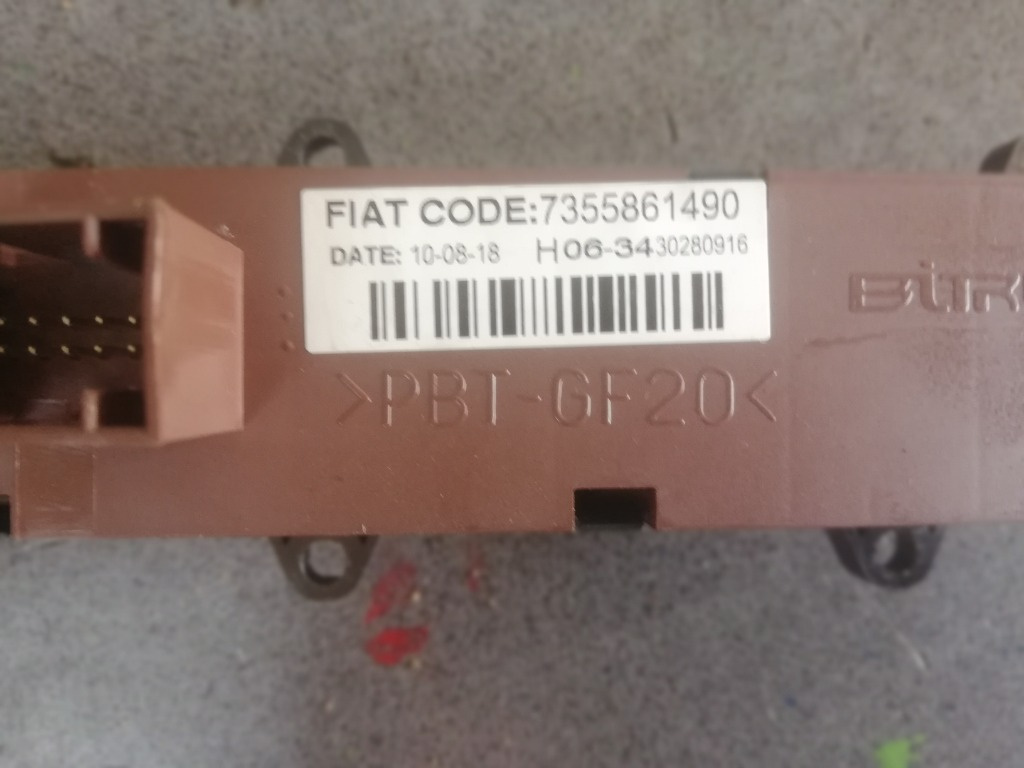 FIAT CODE:7355861490
DATE: 10-08-18 H06-3430280916
>PBT-GF20<